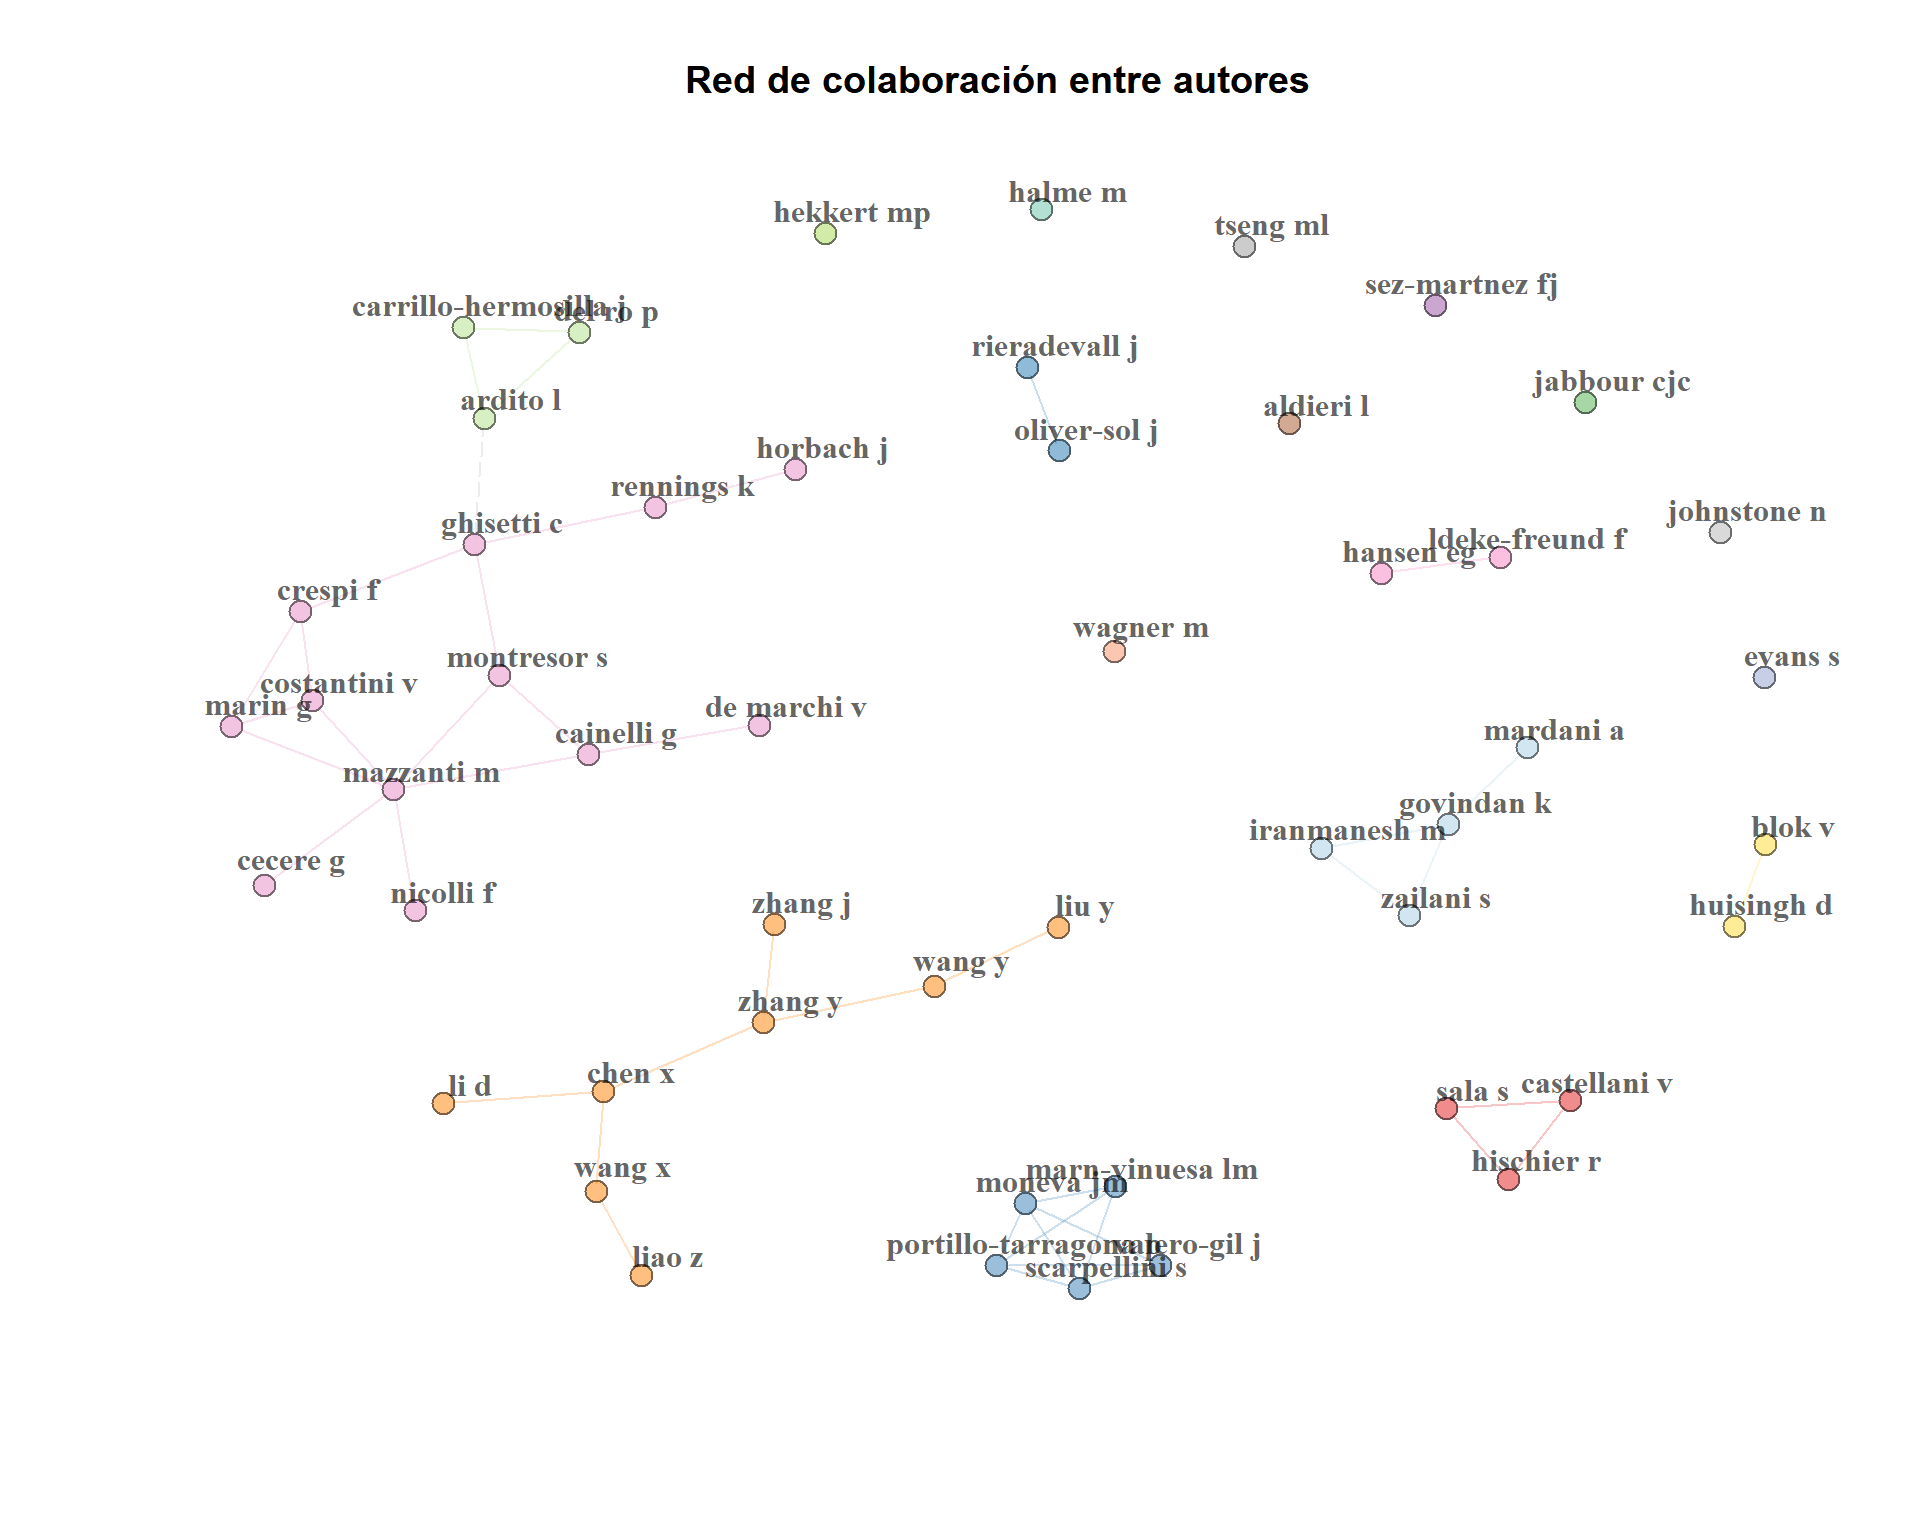 Red de colaboración entre autores
halme m
hekkert mp
tseng ml
sez-martnez fj
carrillo-hermosilla j
del ro p
rieradevall j
jabbour cjc
ardito l
aldieri l
oliver-sol j
horbach j
rennings k
johnstone n
ghisetti c
ldeke-freund f
hansen eg
crespi f
wagner m
montresor s
evans s
costantini v
marin g
de marchi v
cainelli g
mardani a
mazzanti m
govindan k
iranmanesh m
blok v
cecere g
nicolli f
zhang j
liu y
zailani s
huisingh d
wang y
zhang y
chen x
li d
sala s
castellani v
hischier r
wang x
marn-vinuesa lm
moneva jm
portillo-tarragona p
valero-gil j
liao z
scarpellini s